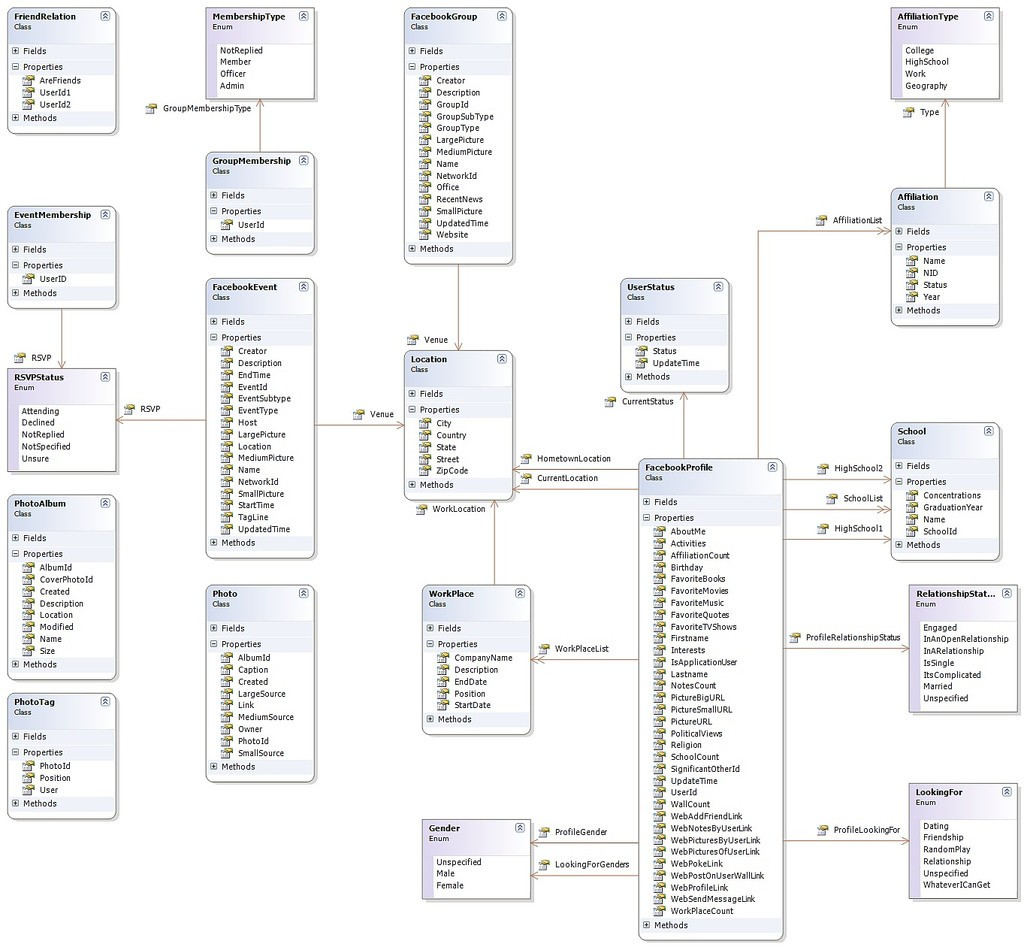 FriendRelation
Class
Fields
Properties
AreFriends
UserId1
UserId2
Methods
MembershipType
Enum
NotReplied
Member
Officer
Admin
GroupMembershipType
GroupMembership
Class
Fields
Properties
UserId
Methods
FacebookGroup
Class
Fields
Properties
Creator
Description
GroupId
GroupSubType
GroupType
LargePicture
MediumPicture
Name
NetworkId
Office
RecentNews
SmallPicture
UpdatedTime
Website
Methods
AffiliationType
Enum
College
HighSchool
Work
Geography
Type
Affiliation
Class
Fields
Properties
Name
NID
Status
Year
Methods
AffiliationList
EventMembership
Class
Fields
Properties
UserID
Methods
RSVP
RSVPStatus
Enum
Attending
Declined
NotReplied
NotSpecified
Unsure
RSVP
FacebookEvent
Class
Fields
Properties
Creator
Description
EndTime
EventId
EventSubtype
EventType
Host
LargePicture
Location
MediumPicture
Name
NetworkId
SmallPicture
StartTime
TagLine
UpdatedTime
Methods
Venue
Venue
Location
Class
Fields
Properties
City
Country
State
Street
ZipCode
Methods
WorkLocation
UserStatus
Class
Fields
Properties
Status
UpdateTime
Methods
CurrentStatus
HometownLocation
CurrentLocation
FacebookProfile
Class
Fields
Properties
AboutMe
Activities
AffiliationCount
Birthday
FavoriteBooks
FavoriteMovies
FavoriteMusic
FavoriteQuotes
FavoriteTVShows
Firstname
Interests
IsApplicationUser
Lastname
NotesCount
PictureBigURL
PictureSmallURL
PictureURL
PoliticalViews
Religion
SchoolCount
SignificantOtherId
UpdateTime
UserId
WallCount
WebAddFriendLink
WebNotesByUserLink
WebPicturesByUserLink
WebPicturesOfUserLink
WebPokeLink
WebPostOnUserWallLink
WebProfileLink
WebSendMessageLink
WorkPlaceCount
Methods
HighSchool2
SchoolList
HighSchool1
School
Class
Fields
Properties
Concentrations
GraduationYear
Name
SchoolId
Methods
PhotoAlbum
Class
Fields
Properties
AlbumId
CoverPhotoId
Created
Description
Location
Modified
Name
Size
Methods
Photo
Class
Fields
Properties
AlbumId
Caption
Created
LargeSource
Link
MediumSource
Owner
PhotoId
SmallSource
Methods
WorkPlace
Class
Fields
Properties
CompanyName
Description
EndDate
Position
StartDate
Methods
WorkPlaceList
ProfileRelationshipStatus
RelationshipStat...
Enum
Engaged
InAnOpenRelationship
InARelationship
IsSingle
ItsComplicated
Married
Unspecified
PhotoTag
Class
Fields
Properties
PhotoId
Position
User
Methods
Gender
Enum
Unspecified
Male
Female
ProfileGender
LookingForGenders
ProfileLookingFor
LookingFor
Enum
Dating
Friendship
RandomPlay
Relationship
Unspecified
WhateverICanGet